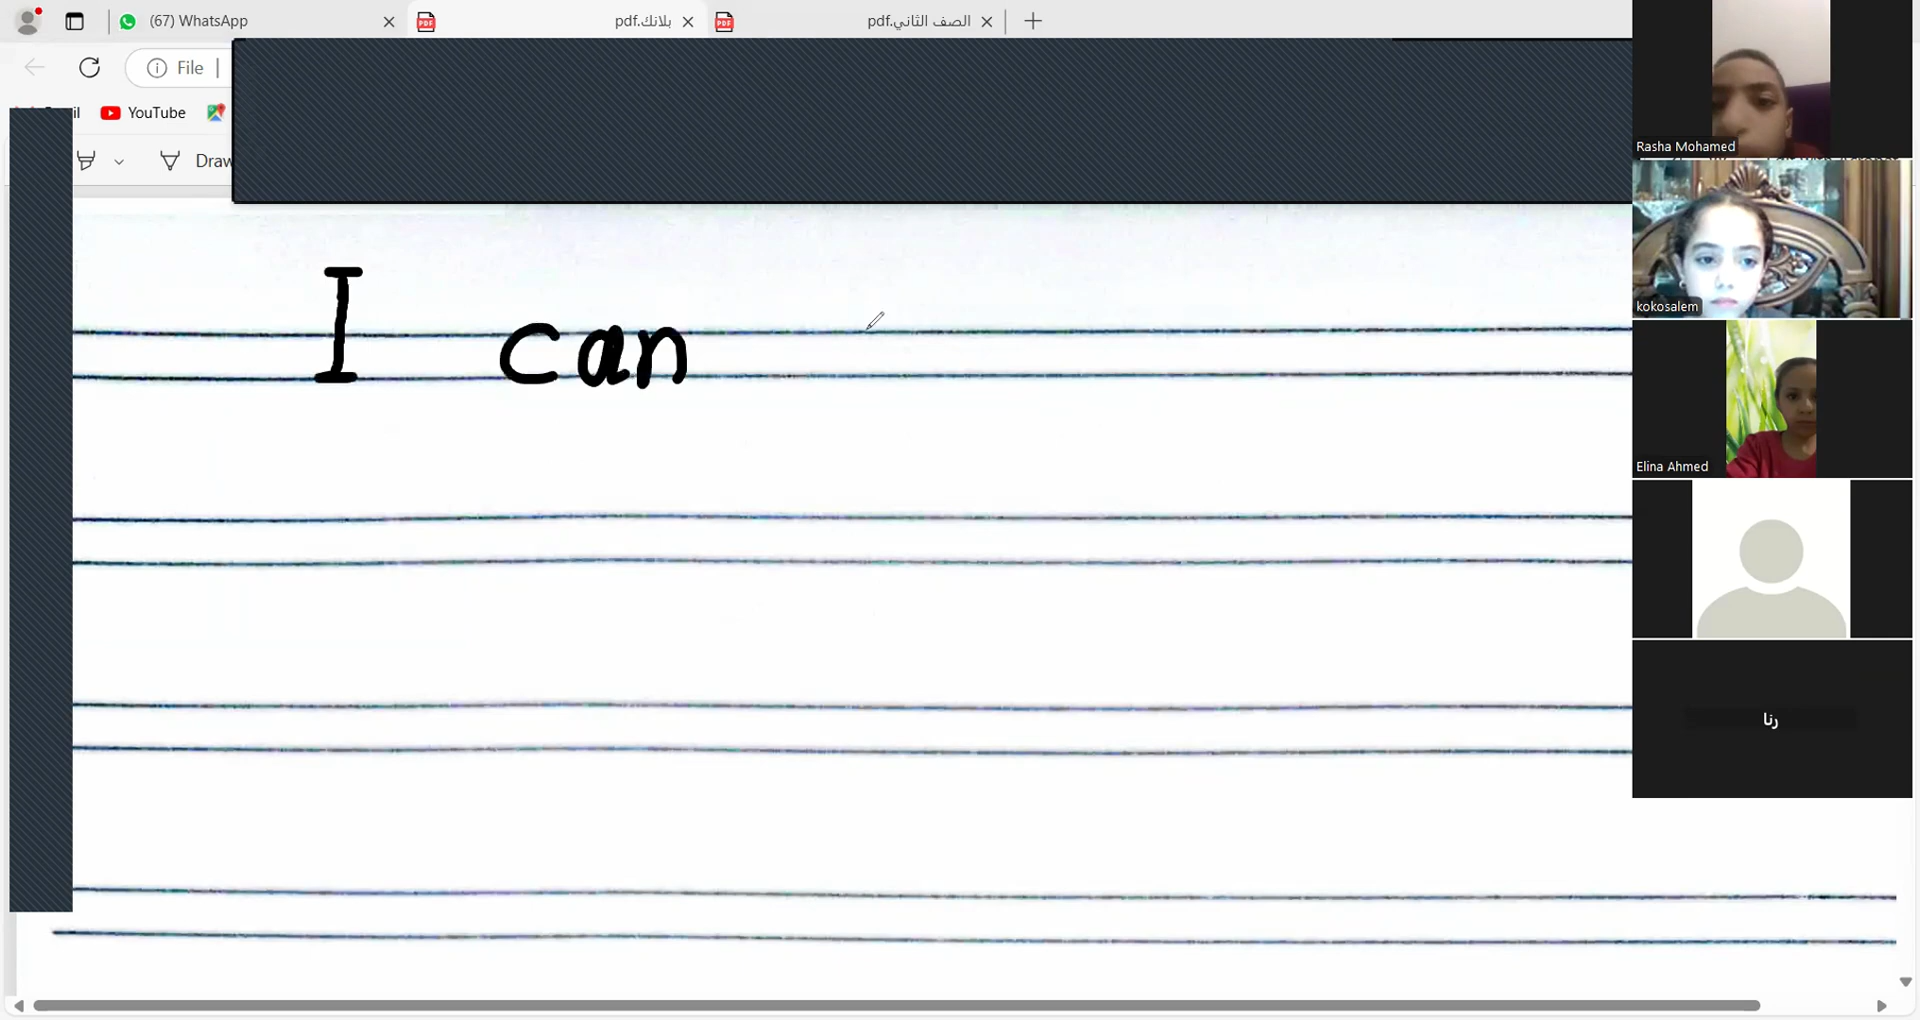 (67) WhatsApp
بلانك.pdf
الصف الثاني.pdf
File
YouTube
Draw
I can
Rasha Mohamed
kokosalem
Elina Ahmed
رنا